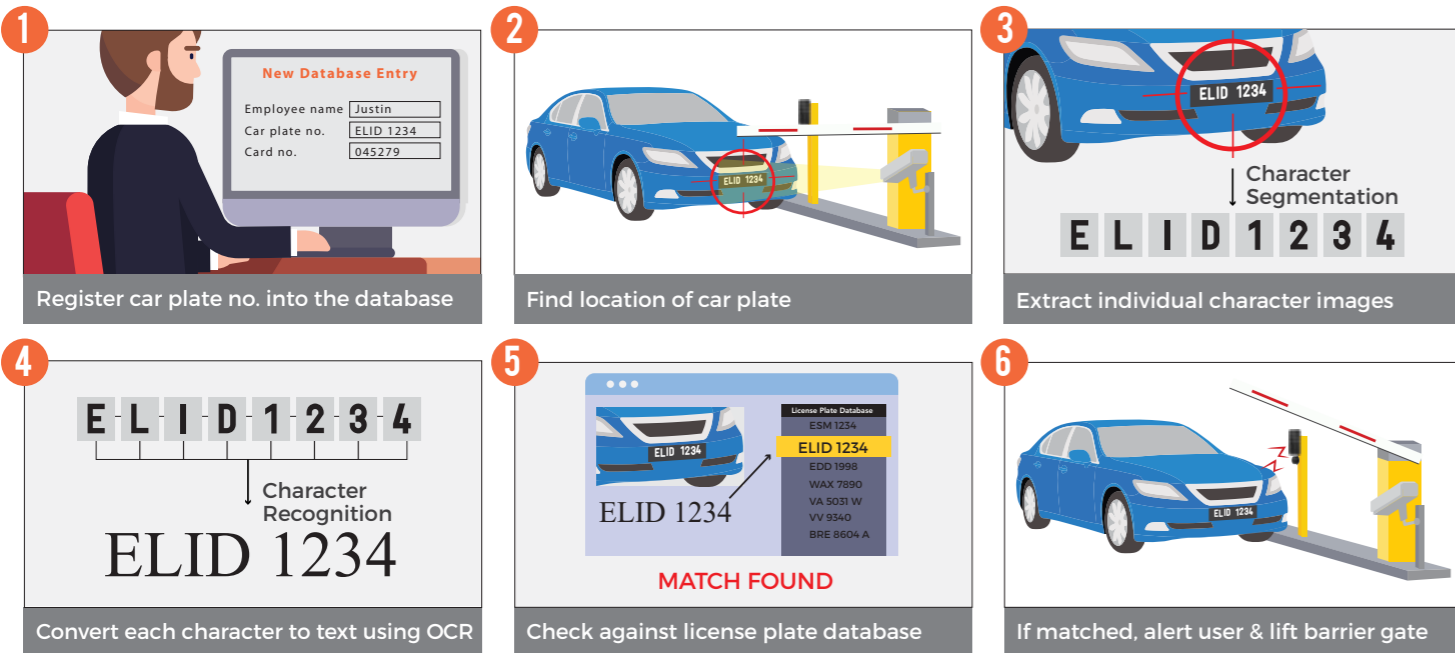 1
New Database Entry
Employee name Justin
Car plate no. ELID 1234
Card no. 045279
Register car plate no. into the database
2
ELID 1234
Find location of car plate
3
ELID 1234
Character
Segmentation
E L I D 1 2 3 4
Extract individual character images
4
E L I D 1 2 3 4
Character
Recognition
ELID 1234
Convert each character to text using OCR
5
ELID 1234
ELID 1234
License Plate Database
ESM 1234
ELID 1234
EDD 1998
WAX 7890
VA 5031 W
VV 9340
BRE 8604 A
MATCH FOUND
Check against license plate database
6
ELID 1234
If matched, alert user & lift barrier gate